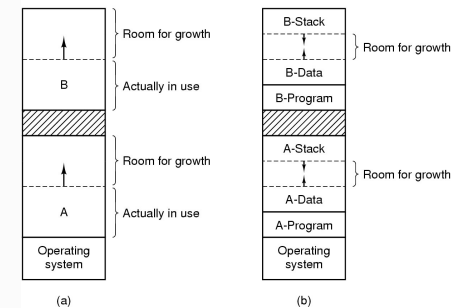 Room for growth
B
Actually in use
Room for growth
A
Actually in use
Operating
system
(a)
B-Stack
Room for growth
B-Data
B-Program
A-Stack
Room for growth
A-Data
A-Program
Operating
system
(b)